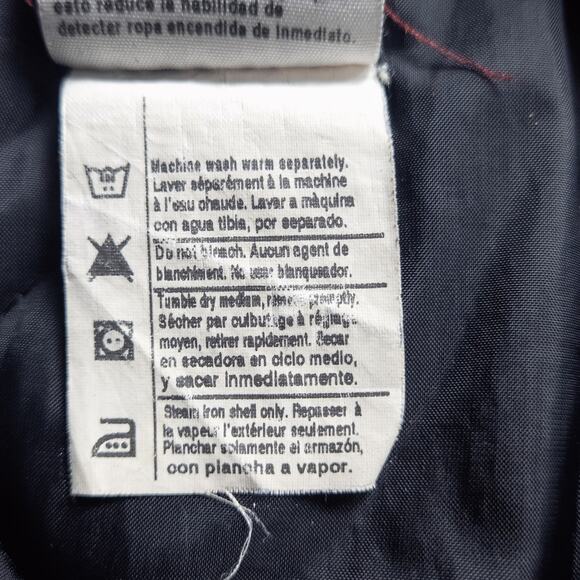 esto reduce la habilidad de
detectar ropa encendida de inmediato.
Machine wash warm separately.
Laver séparément à la machine
à l'eau chaude. Lavar a màquina
con agua tibia, por separado.
Do not bleach. Aucun agent de
blanchiment. No usar blanqueador.
Tumble dry medium, remove promptly.
Sécher par culbutage à réglage
moyen, retirer rapidement. Secar
en secadora en ciclo medio,
y sacar inmediatamente.
Steam iron shell only. Repasser à
la vapeur l'extérieur seulement.
Planchar solamente el armazón,
con plancha a vapor.